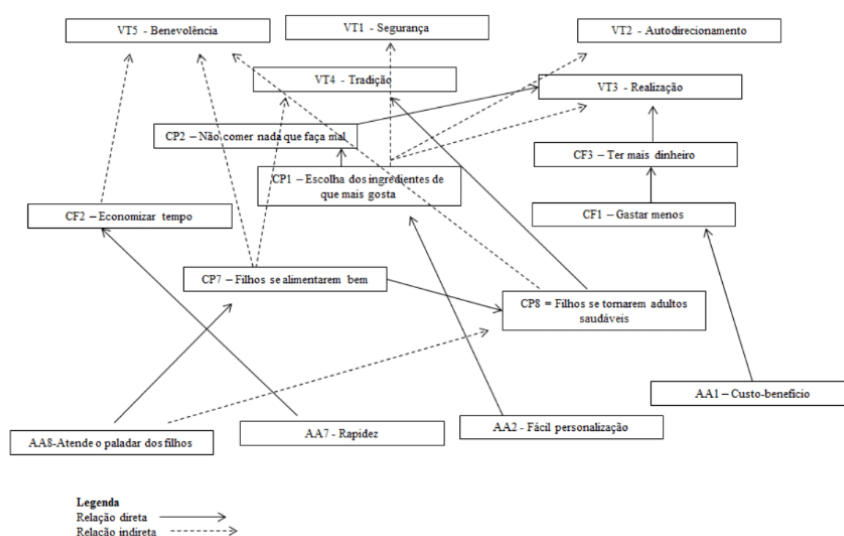 VT5 - Benevolência
VT1 - Segurança
VT2 - Autodirecionamento
VT4 - Tradição
VT3 - Realização
CP2 – Não comer nada que faça mal
CF3 – Ter mais dinheiro
CP1 – Escolha dos ingredientes de
que mais gosta
CF2 – Economizar tempo
CF1 – Gastar menos
CP7 – Filhos se alimentarem bem
CP8 = Filhos se tornarem adultos
saudáveis
AA1 – Custo-benefício
AA8-Atende o paladar dos filhos
AA7 - Rapidez
AA2 - Fácil personalização
Legenda
Relação direta
Relação indireta